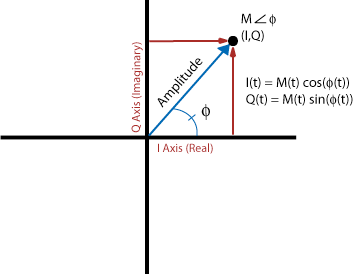 M∠ϕ
(I,Q)
Q Axis (Imaginary)
Amplitude
ϕ
I(t) = M(t) cos(ϕ(t))
Q(t) = M(t) sin(ϕ(t))
I Axis (Real)